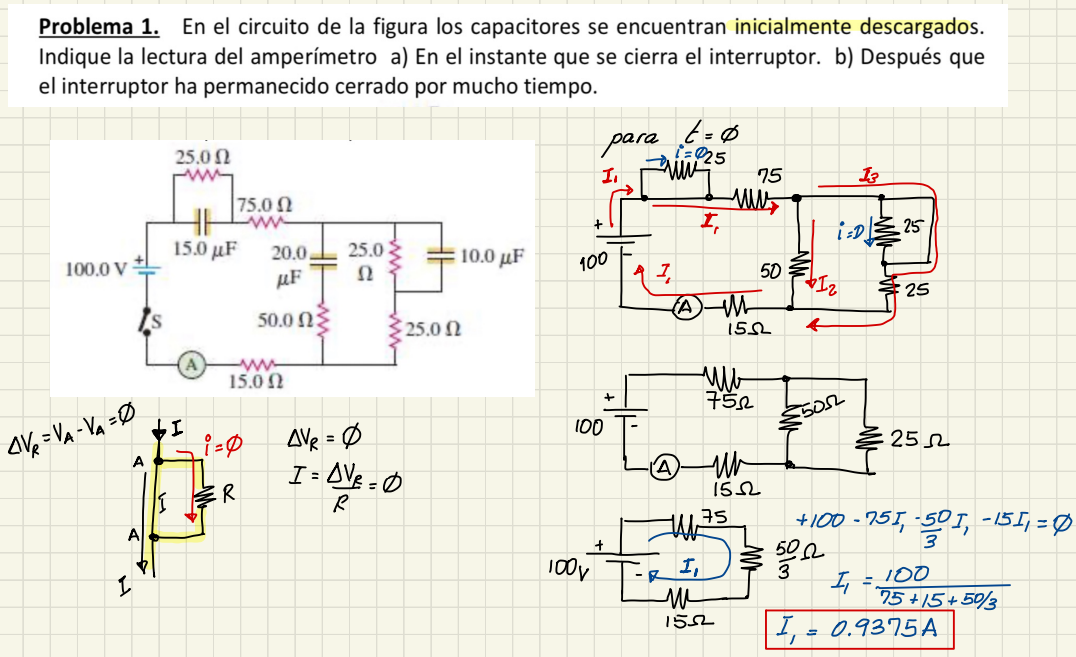 Problema 1. En el circuito de la figura los capacitores se encuentran inicialmente descargados.
Indique la lectura del amperímetro a) En el instante que se cierra el interruptor. b) Después que
el interruptor ha permanecido cerrado por mucho tiempo.
25.0 Ω
75.0 Ω
15.0 μF
20.0
μF
25.0
Ω
10.0 μF
100.0 V
+
S
50.0 Ω
25.0 Ω
A
15.0 Ω
para t = ∅
i=∅ 25
I₁
75
I₃
I₁
i=∅
25
+
-
100
I₁
50
I₂
25
A
15Ω
75Ω
+
-
100
50Ω
25 Ω
A
15Ω
ΔV_R = V_A - V_A = ∅
I
i=∅
A
I
R
A
I
ΔV_R = ∅
I = ΔV_R/R = ∅
75
+
-
100V
I₁
50/3 Ω
15Ω
+100 - 75I₁ - 50/3 I₁ - 15I₁ = ∅
I₁ = 100/(75+15+50/3)
I₁ = 0.9375A